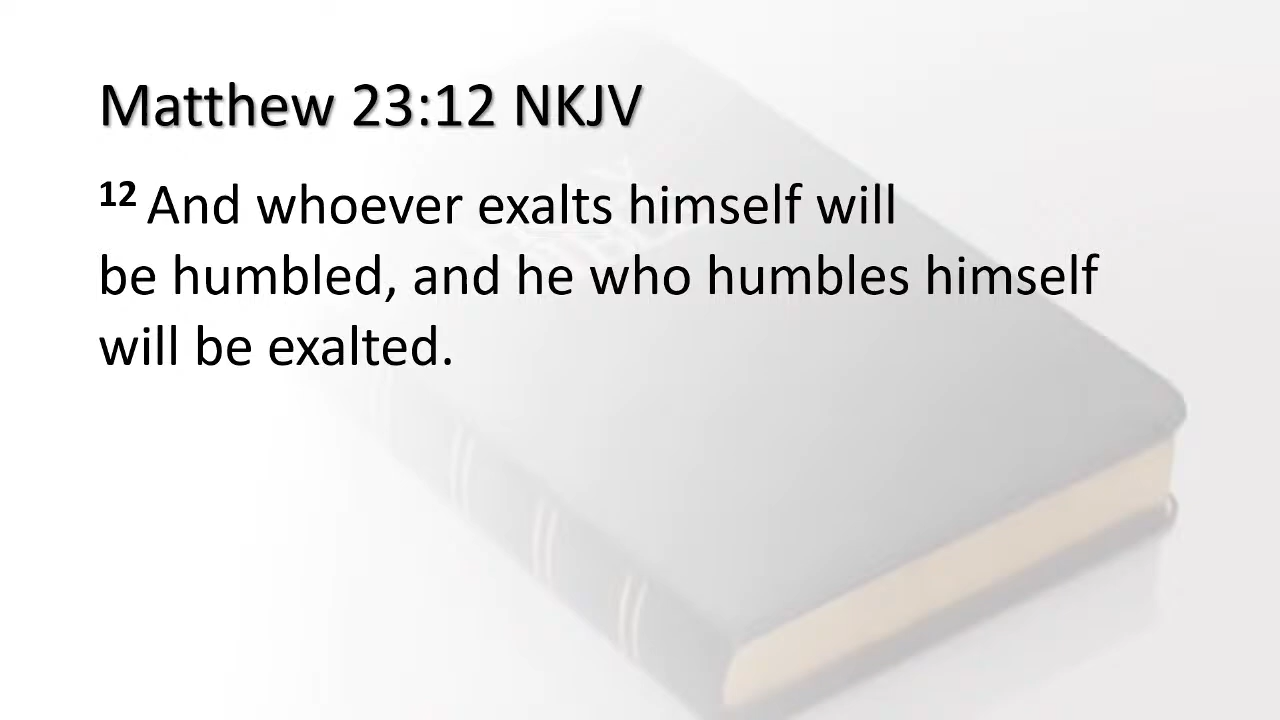 Matthew 23:12 NKJV
12 And whoever exalts himself will
be humbled, and he who humbles himself
will be exalted.